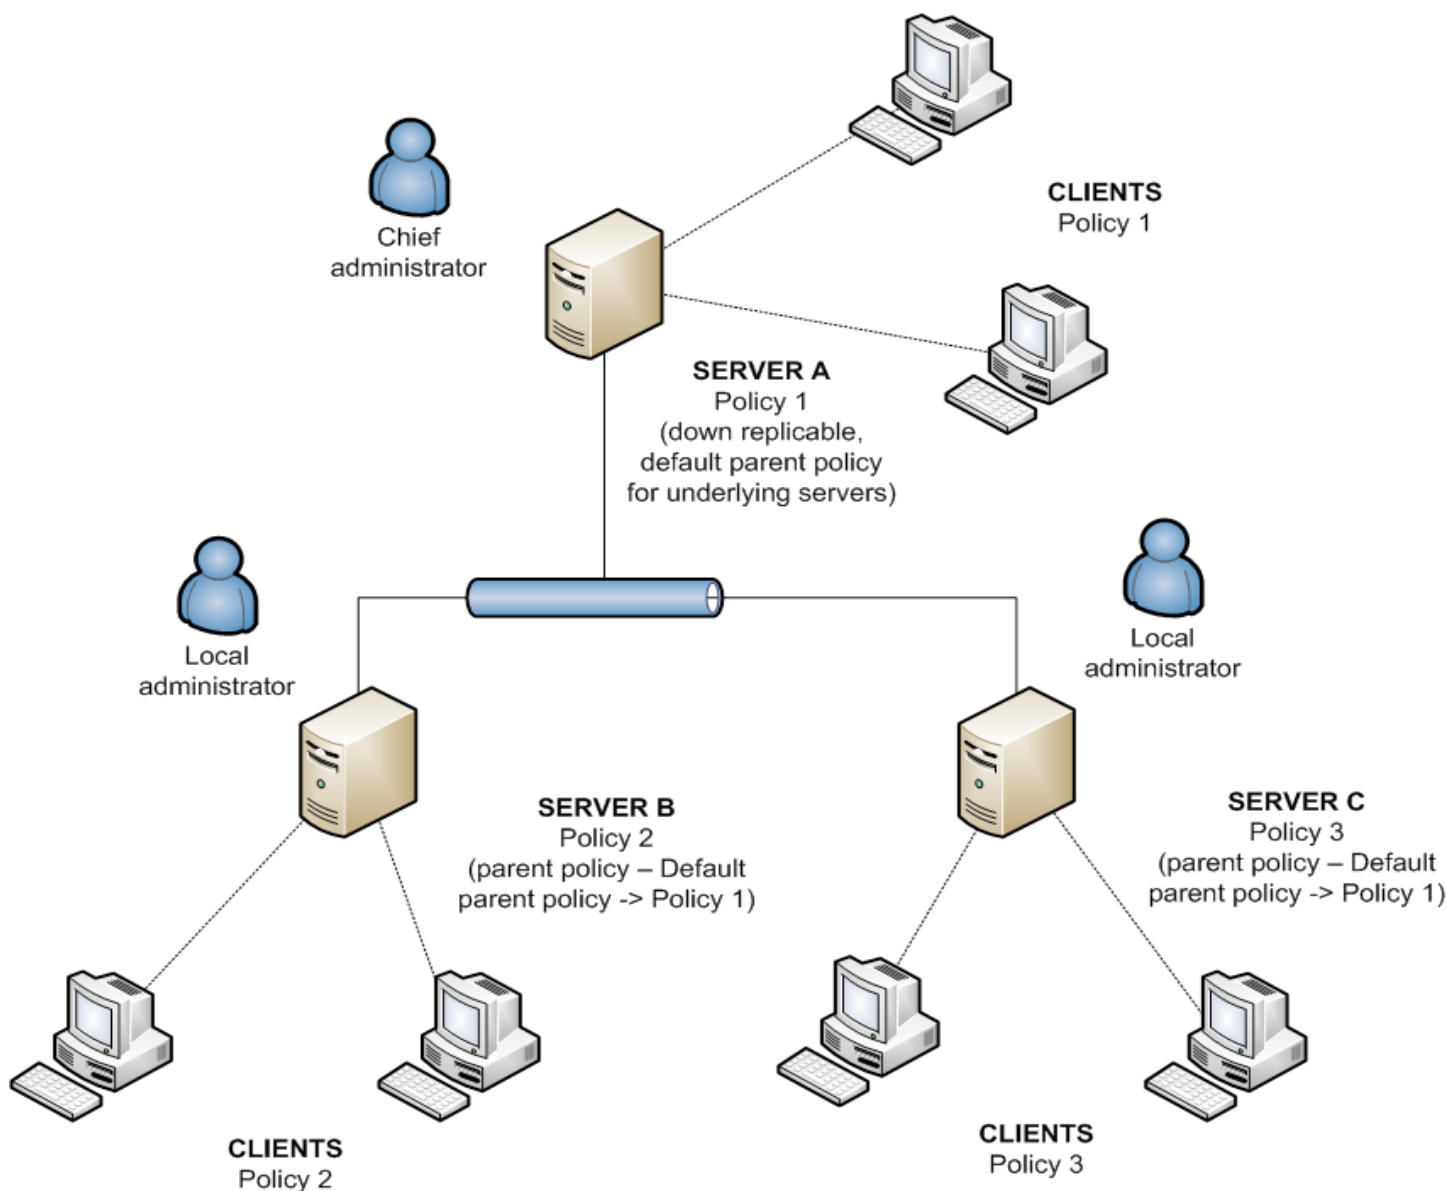 CLIENTS
Policy 1
Chief
administrator
SERVER A
Policy 1
(down replicable,
default parent policy
for underlying servers)
Local
administrator
Local
administrator
SERVER B
Policy 2
(parent policy – Default
parent policy -> Policy 1)
SERVER C
Policy 3
(parent policy – Default
parent policy -> Policy 1)
CLIENTS
Policy 2
CLIENTS
Policy 3